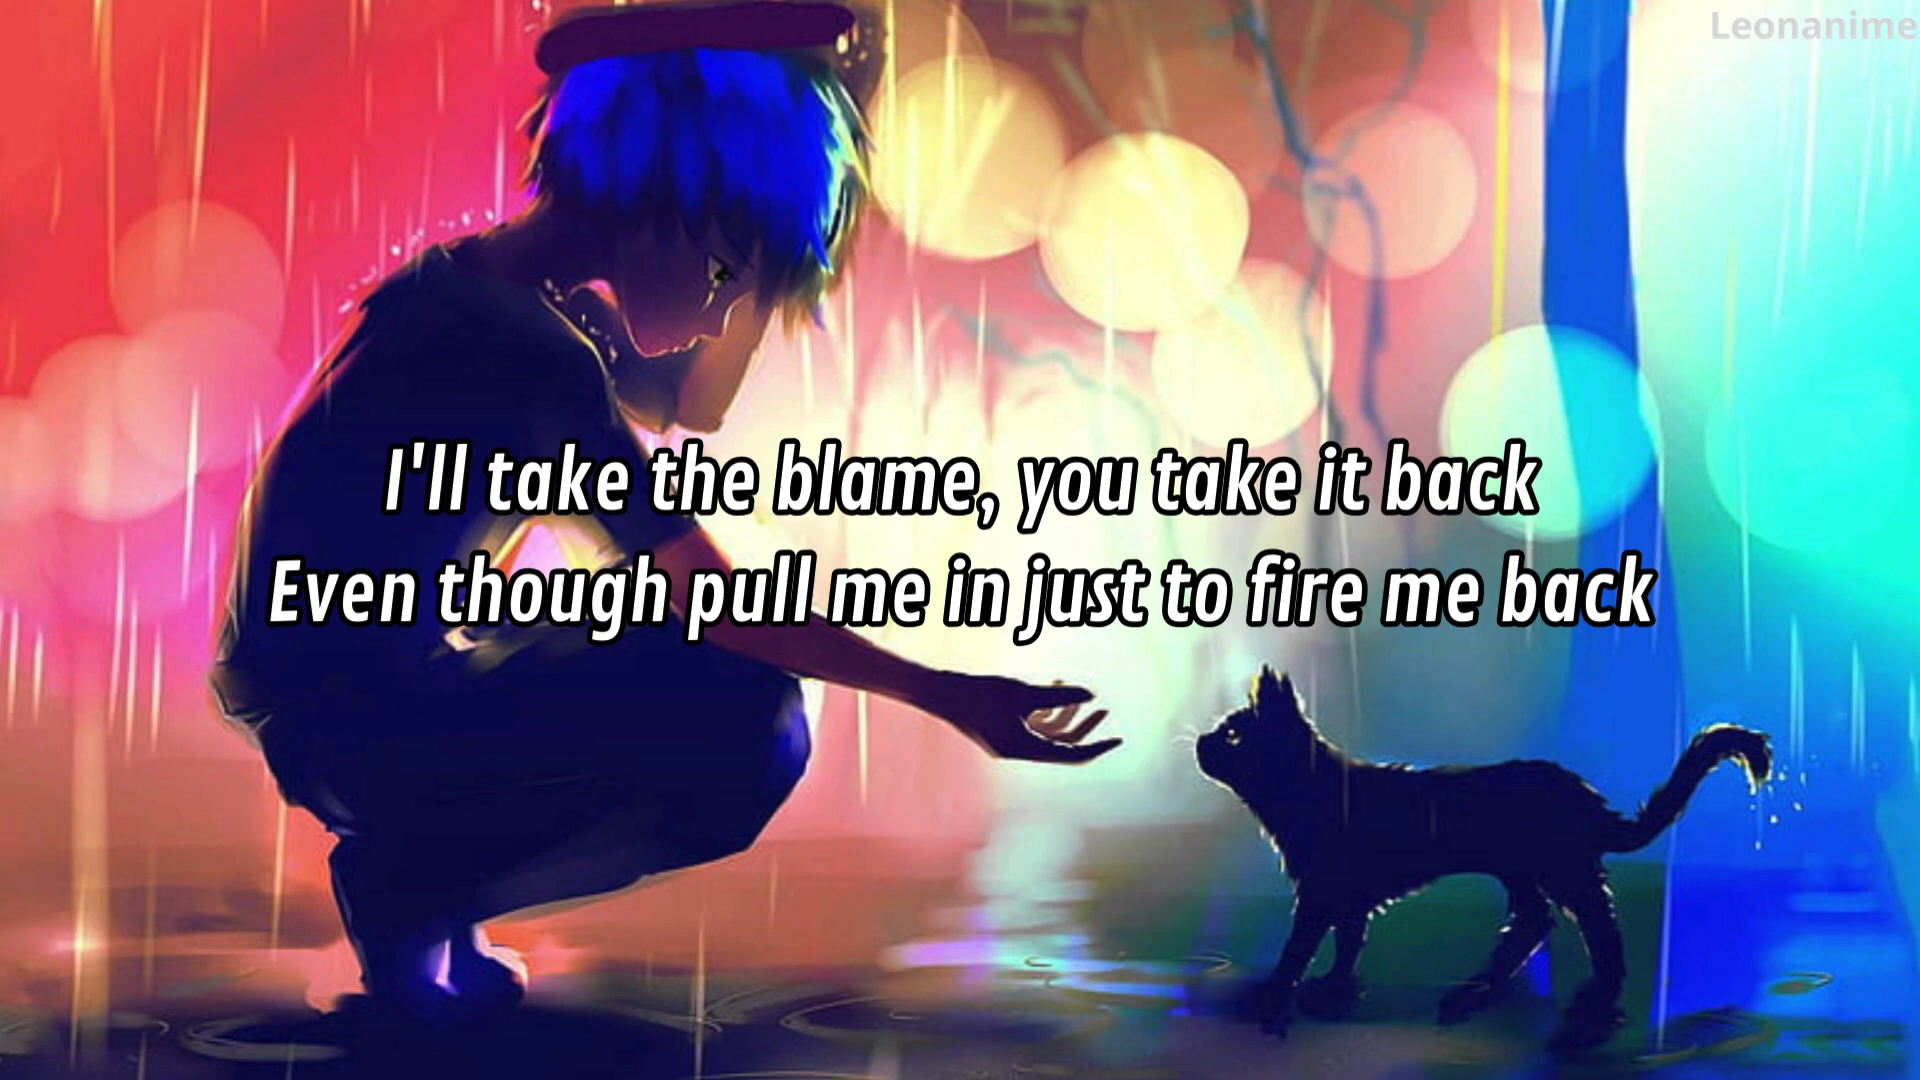 Leonanime
I'll take the blame, you take it back
Even though pull me in just to fire me back